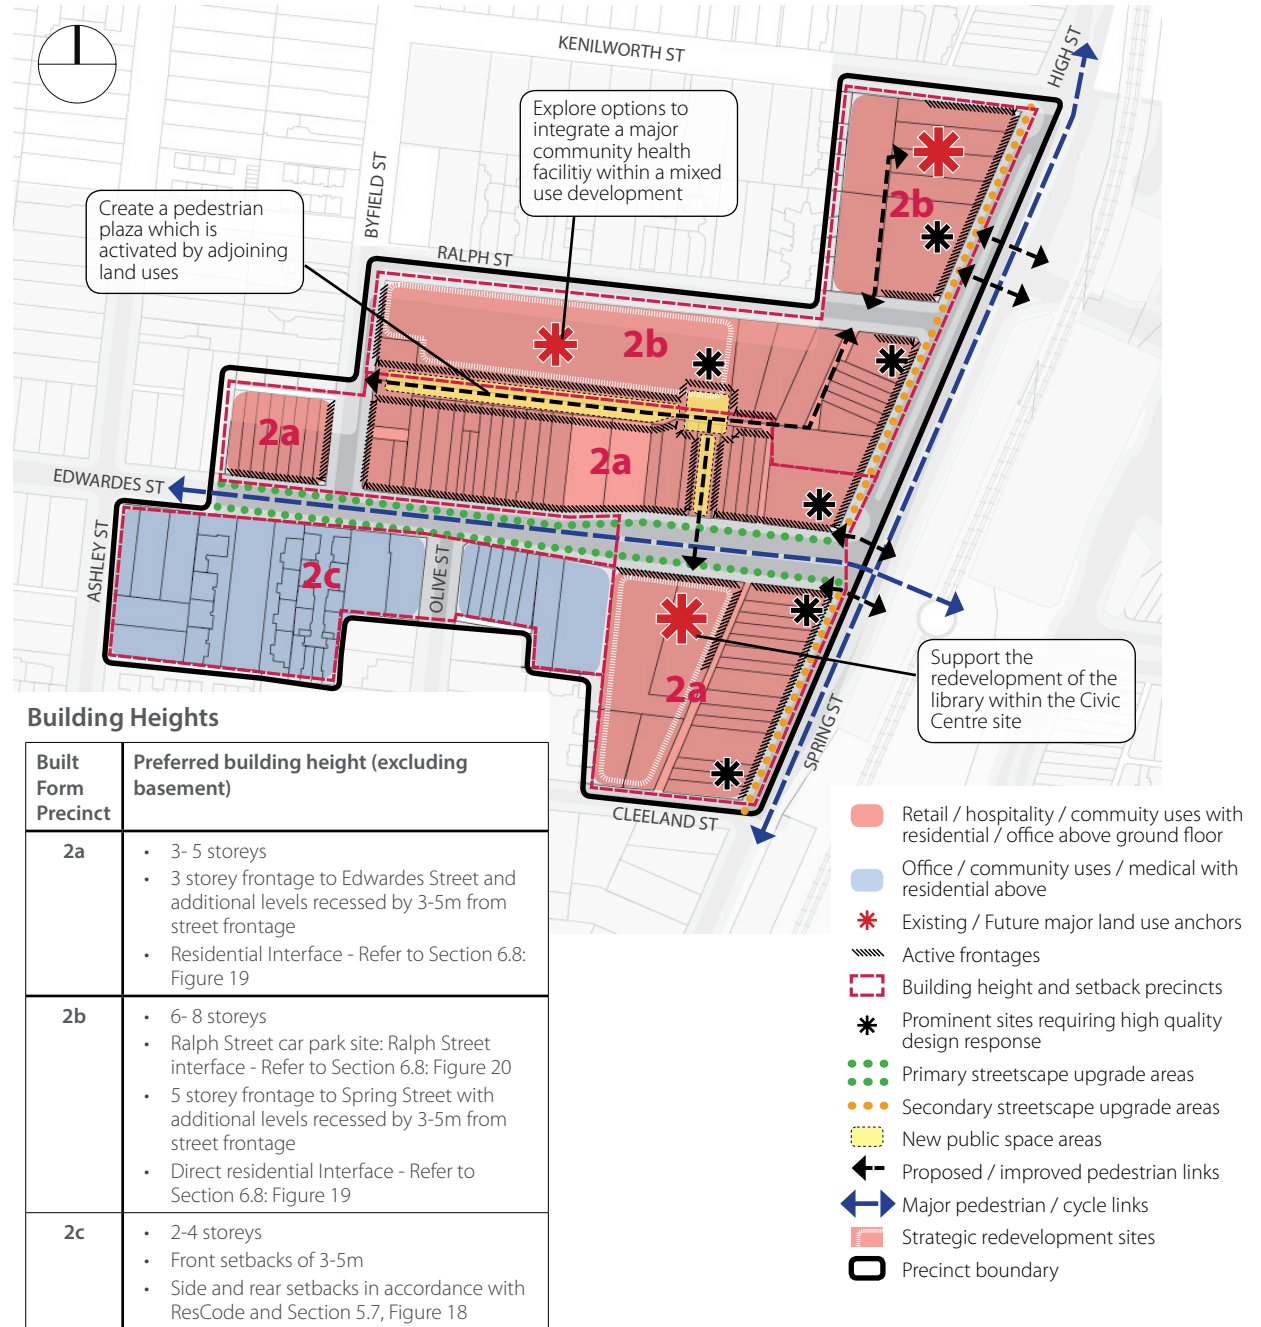 KENILWORTH ST
HIGH ST
Explore options to
integrate a major
community health
facilitiy within a mixed
use development
BYFIELD ST
Create a pedestrian
plaza which is
activated by adjoining
land uses
RALPH ST
2b
2b
2a
2a
EDWARDES ST
ASHLEY ST
2c
OLIVE ST
2a
Support the
redevelopment of the
library within the Civic
Centre site
SPRING ST
CLEELAND ST
Building Heights
Built
Form
Precinct
Preferred building height (excluding
basement)
2a
• 3- 5 storeys
• 3 storey frontage to Edwardes Street and
additional levels recessed by 3-5m from
street frontage
• Residential Interface - Refer to Section 6.8:
Figure 19
2b
• 6- 8 storeys
• Ralph Street car park site: Ralph Street
interface - Refer to Section 6.8: Figure 20
• 5 storey frontage to Spring Street with
additional levels recessed by 3-5m from
street frontage
• Direct residential Interface - Refer to
Section 6.8: Figure 19
2c
• 2-4 storeys
• Front setbacks of 3-5m
• Side and rear setbacks in accordance with
ResCode and Section 5.7, Figure 18
Retail / hospitality / commuity uses with
residential / office above ground floor
Office / community uses / medical with
residential above
Existing / Future major land use anchors
Active frontages
Building height and setback precincts
Prominent sites requiring high quality
design response
Primary streetscape upgrade areas
Secondary streetscape upgrade areas
New public space areas
Proposed / improved pedestrian links
Major pedestrian / cycle links
Strategic redevelopment sites
Precinct boundary